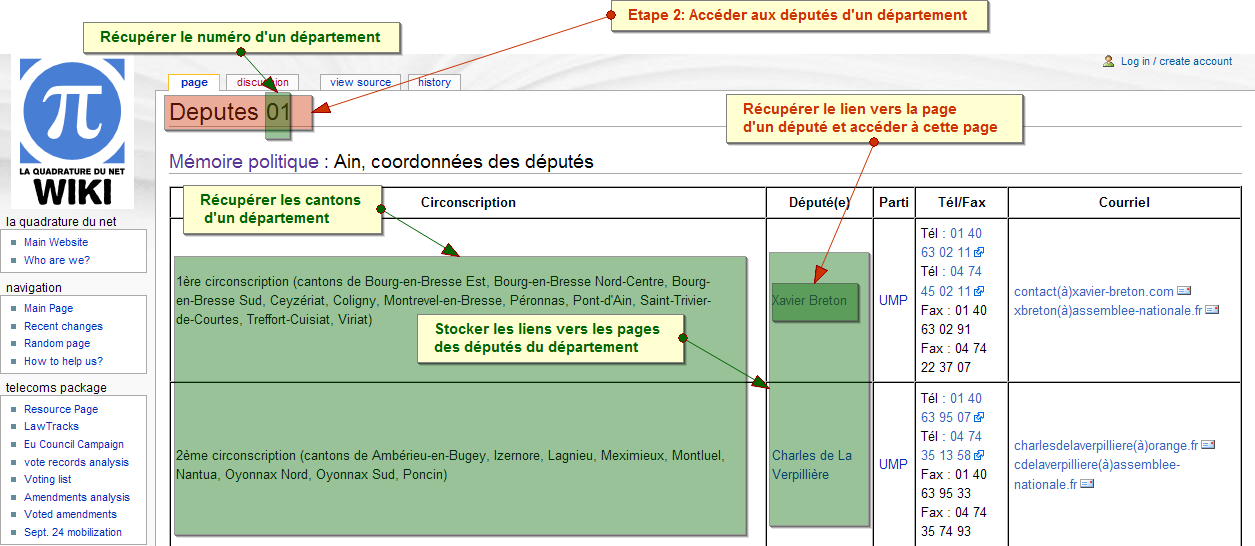 Etape 2: Accéder aux députés d'un département
Récupérer le numéro d'un département
Log in / create account
page
discussion
view source
history
Deputes 01
Récupérer le lien vers la page
d'un député et accéder à cette page
π
LA QUADRATURE DU NET
WIKI
Mémoire politique : Ain, coordonnées des députés
Récupérer les cantons
d'un département
Circonscription
Député(e)
Parti
Tél/Fax
Courriel
la quadrature du net
Main Website
Who are we?
navigation
Main Page
Recent changes
Random page
How to help us?
telecoms package
Resource Page
LawTracks
Eu Council Campaign
vote records analysis
Voting list
Amendments analysis
Voted amendments
Sept. 24 mobilization
1ère circonscription (cantons de Bourg-en-Bresse Est, Bourg-en-Bresse Nord-Centre, Bourg-
en-Bresse Sud, Ceyzériat, Coligny, Montrevel-en-Bresse, Péronnas, Pont-d'Ain, Saint-Trivier-
de-Courtes, Treffort-Cuisiat, Viriat)
Xavier Breton
UMP
Tél : 01 40
63 02 11
Tél : 04 74
45 02 11
Fax : 01 40
63 02 91
Fax : 04 74
22 37 07
contact(à)xavier-breton.com
xbreton(à)assemblee-nationale.fr
Stocker les liens vers les pages
des députés du département
2ème circonscription (cantons de Ambérieu-en-Bugey, Izernore, Lagnieu, Meximieux, Montluel,
Nantua, Oyonnax Nord, Oyonnax Sud, Poncin)
Charles de La
Verpillière
UMP
Tél : 01 40
63 95 07
Tél : 04 74
35 13 58
Fax : 01 40
63 95 33
Fax : 04 74
35 74 93
charlesdelaverpilliere(à)orange.fr
cdelaverpilliere(à)assemblee-
nationale.fr